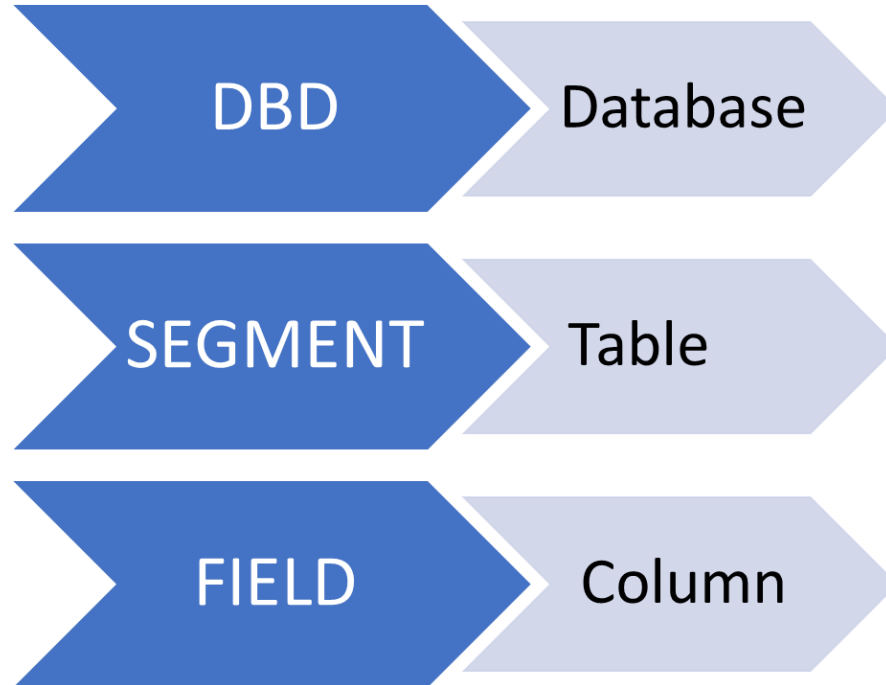 DBD
Database
SEGMENT
Table
FIELD
Column